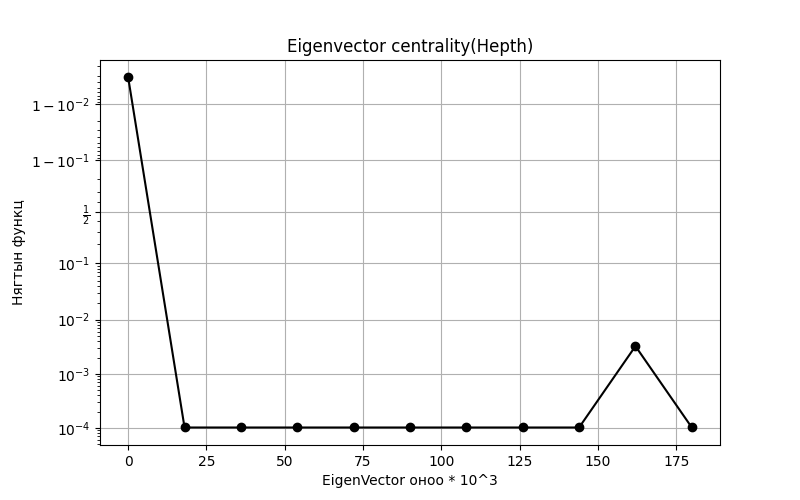 Eigenvector centrality(Hepth)
Нягтын функц
1 − 10⁻²
1 − 10⁻¹
½
10⁻¹
10⁻²
10⁻³
10⁻⁴
0 25 50 75 100 125 150 175
EigenVector оноо * 10^3